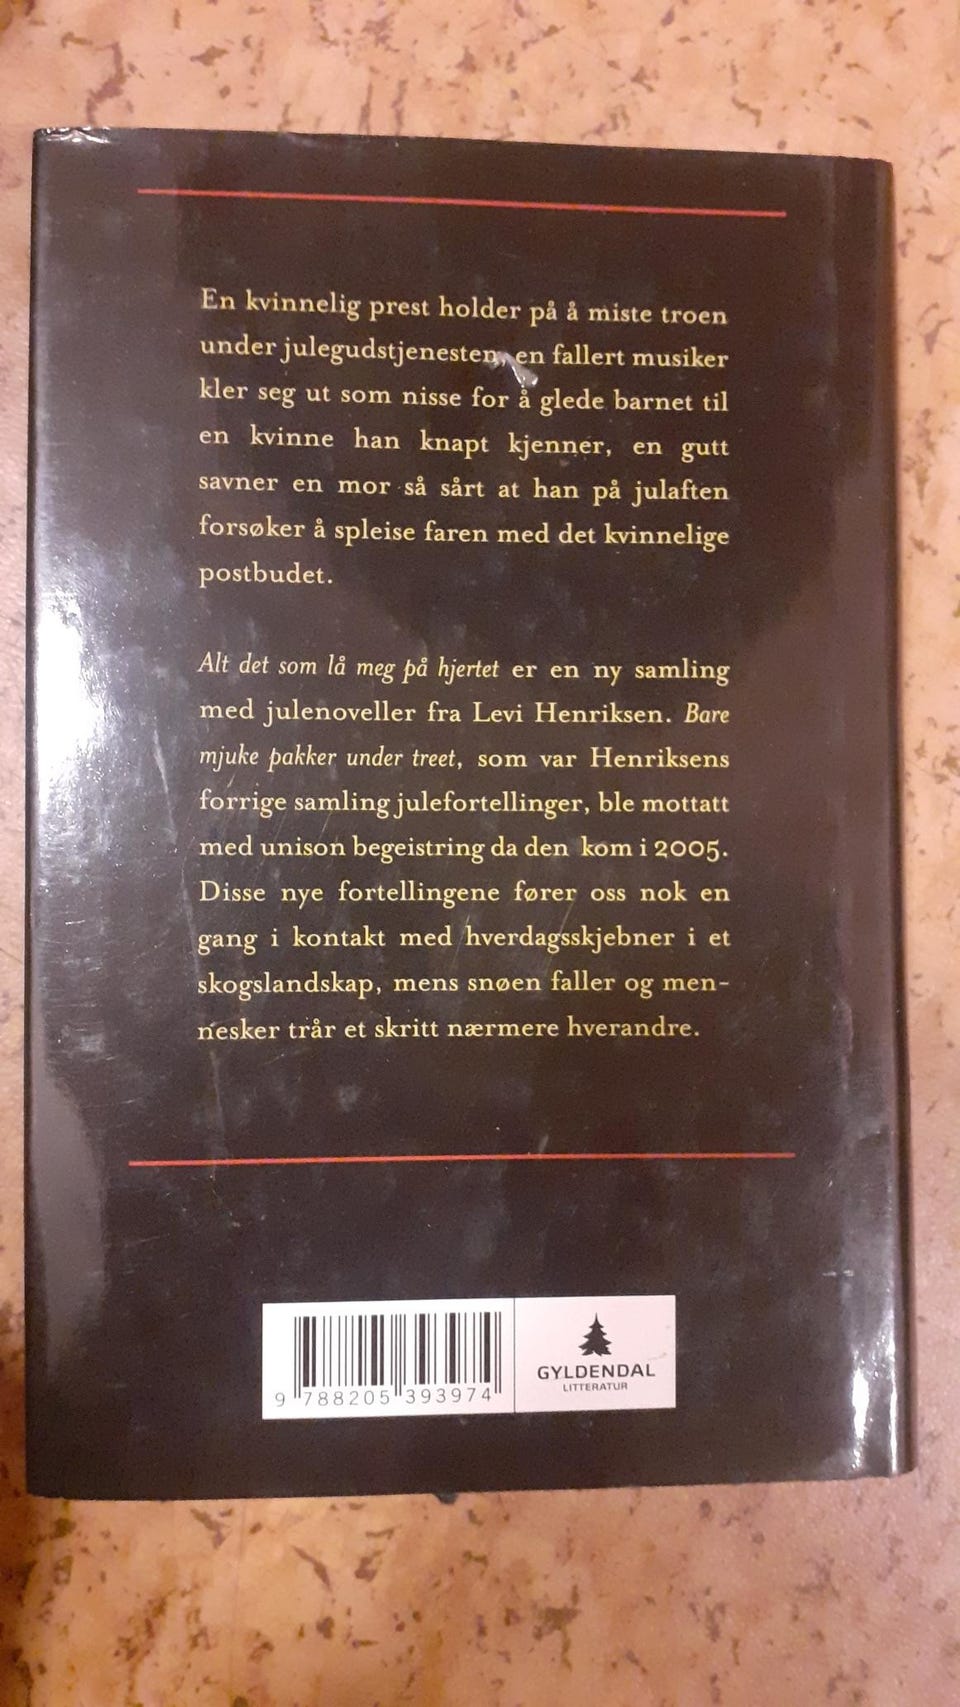 En kvinnelig prest holder på å miste troen
under julegudstjenesten, en fallert musiker
kler seg ut som nisse for å glede barnet til
en kvinne han knapt kjenner, en gutt
savner en mor så sårt at han på julaften
forsøker å spleise faren med det kvinnelige
postbudet.
Alt det som lå meg på hjertet er en ny samling
med julenoveller fra Levi Henriksen. Bare
mjuke pakker under treet, som var Henriksens
forrige samling julefortellinger, ble mottatt
med unison begeistring da den kom i 2005.
Disse nye fortellingene fører oss nok en
gang i kontakt med hverdagsskjebner i et
skogslandskap, mens snøen faller og men-
nesker trår et skritt nærmere hverandre.
GYLDENDAL
LITTERATUR
9 788205 393974